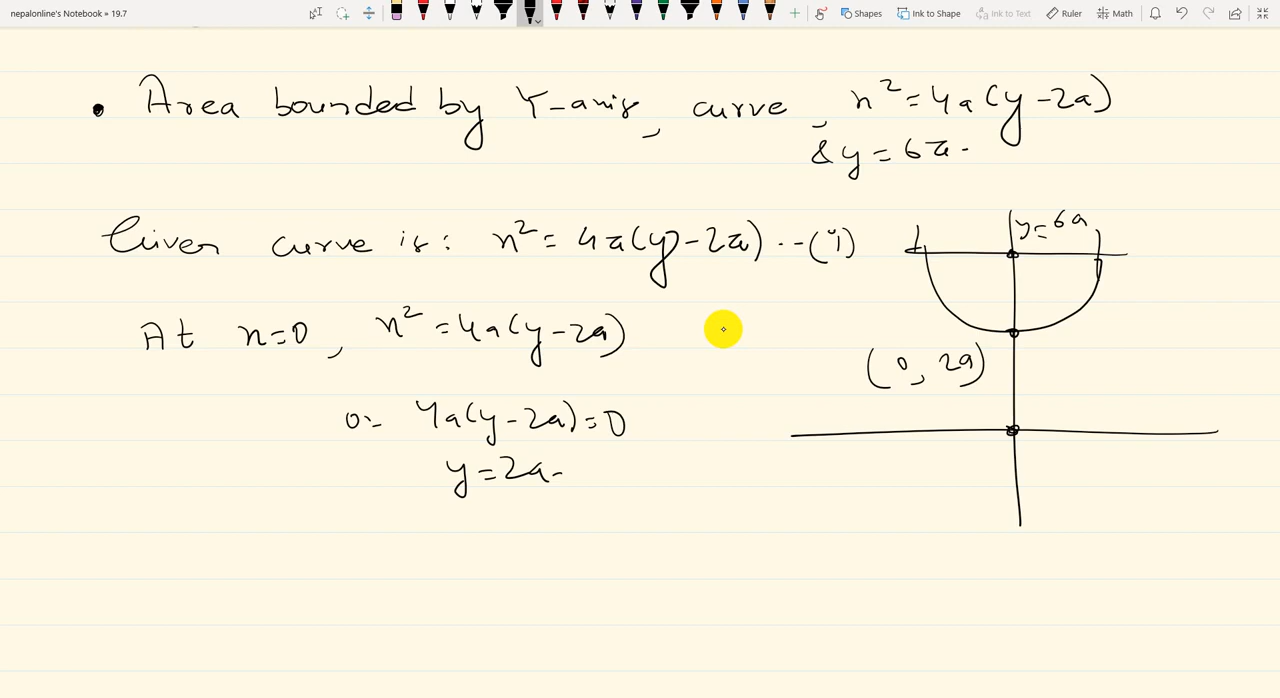 nepalonline's Notebook » 19.7
Shapes Ink to Shape Ink to Text Ruler Math
• Area bounded by Y-axis, curve, x² = 4a(y - 2a)
& y = 6a.
Given curve is: x² = 4a(y - 2a) --(i)
y = 6a
At x=0, x² = 4a(y - 2a)
(0, 2a)
or 4a(y - 2a) = 0
y = 2a.